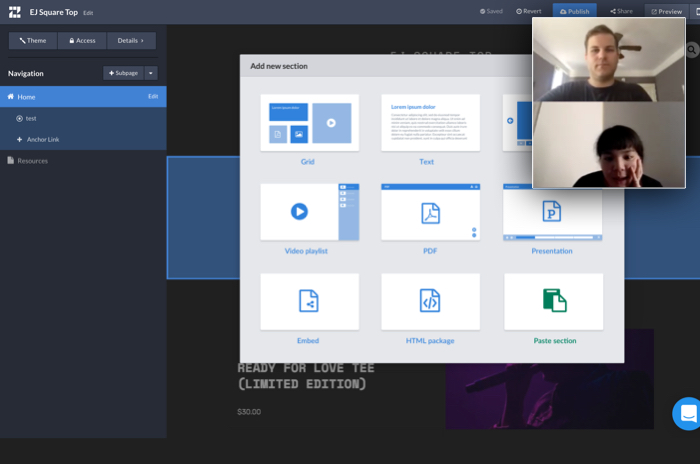 EJ Square Top Edit
Saved
Revert
Publish
Share
Preview
Theme
Access
Details >
Navigation
+ Subpage
Home
Edit
test
+ Anchor Link
Resources
EJ SQUARE TOP
Add new section
Lorem ipsum dolor
Lorem ipsum dolor
Grid
Text
PDF
Video playlist
PDF
Presentation
Embed
HTML package
Paste section
READY FOR LOVE TEE
(LIMITED EDITION)
$30.00